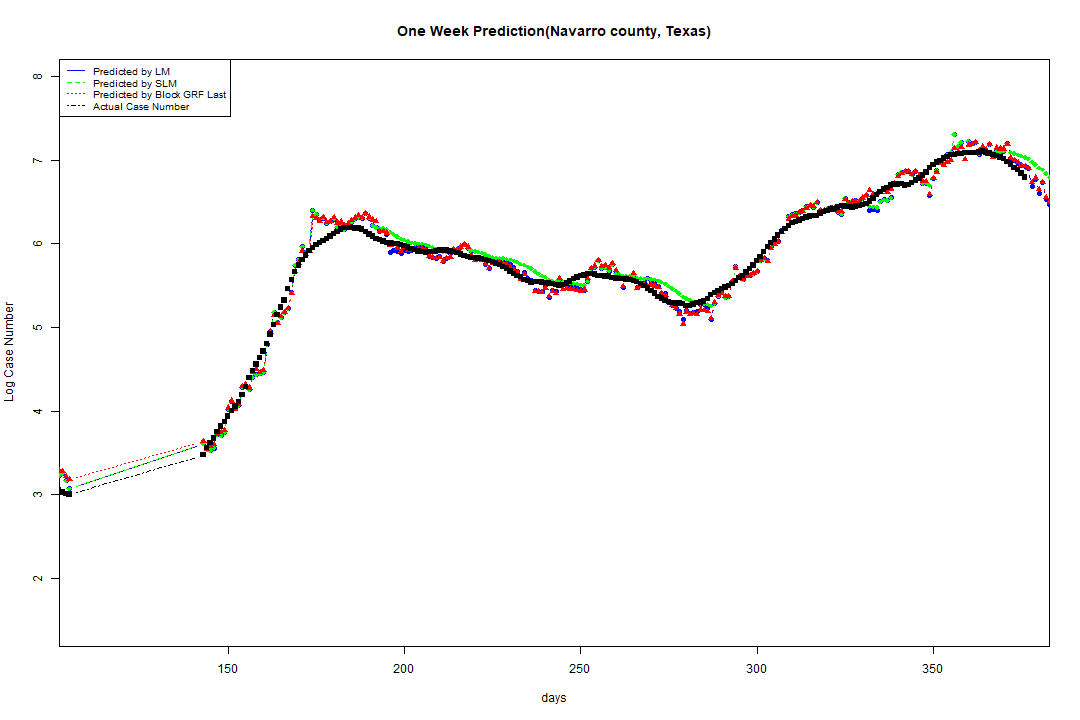 One Week Prediction(Navarro county, Texas)
Predicted by LM
Predicted by SLM
Predicted by Block GRF Last
Actual Case Number
8
7
6
5
4
3
2
Log Case Number
150 200 250 300 350
days